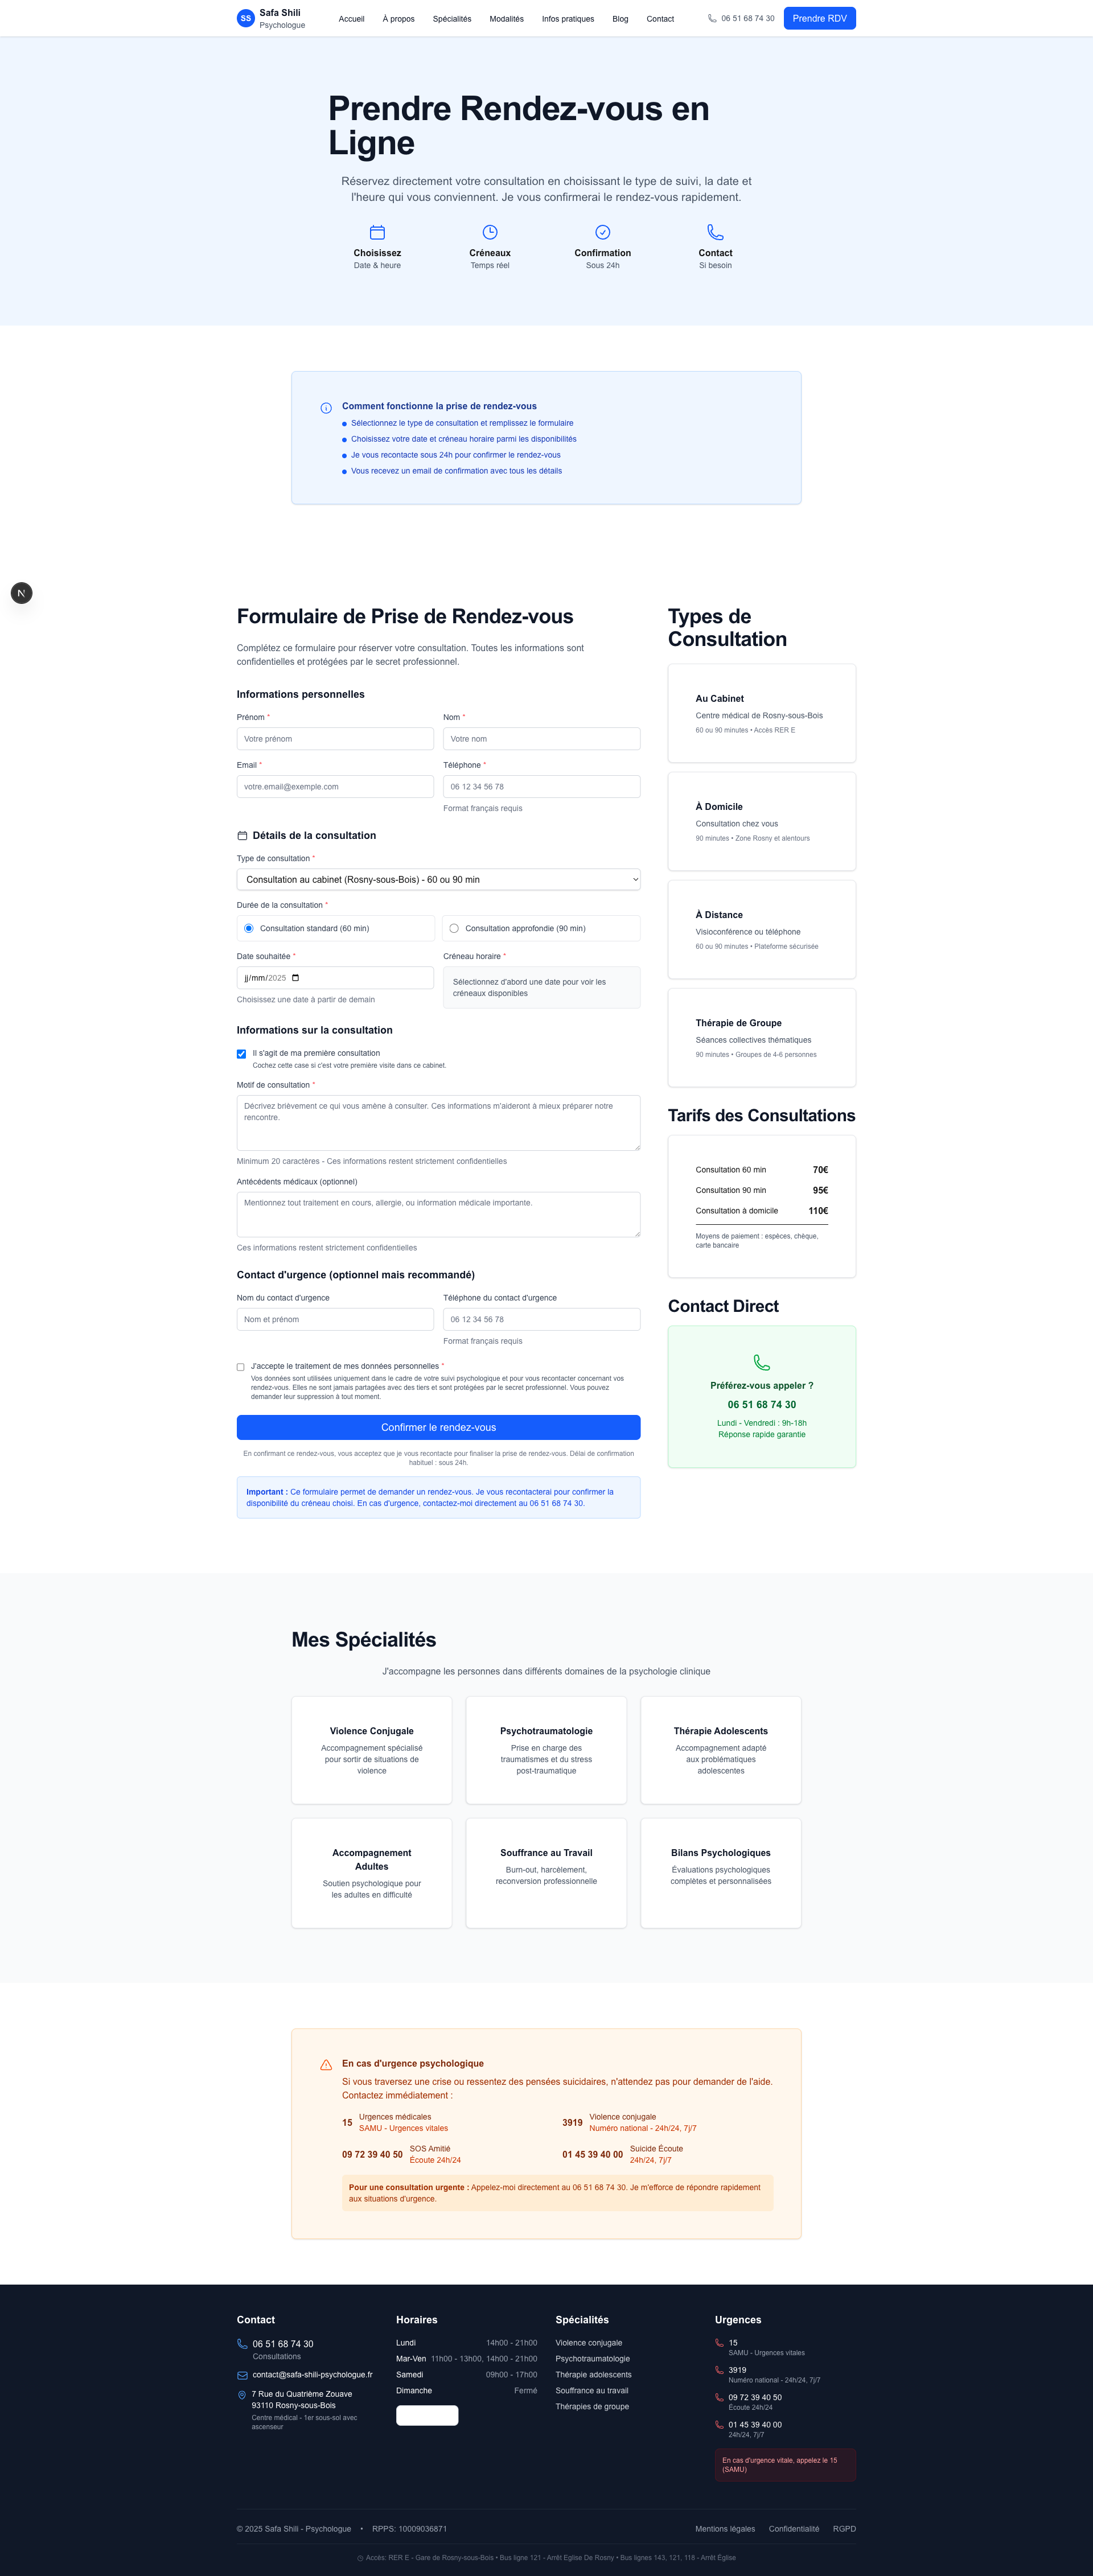 SS
Safa Shili
Psychologue
Accueil
À propos
Spécialités
Modalités
Infos pratiques
Blog
Contact
06 51 68 74 30
Prendre RDV
Prendre Rendez-vous en
Ligne
Réservez directement votre consultation en choisissant le type de suivi, la date et
l'heure qui vous conviennent. Je vous confirmerai le rendez-vous rapidement.
Choisissez
Date & heure
Créneaux
Temps réel
Confirmation
Sous 24h
Contact
Si besoin
Comment fonctionne la prise de rendez-vous
Sélectionnez le type de consultation et remplissez le formulaire
Choisissez votre date et créneau horaire parmi les disponibilités
Je vous recontacte sous 24h pour confirmer le rendez-vous
Vous recevez un email de confirmation avec tous les détails
N
Formulaire de Prise de Rendez-vous
Complétez ce formulaire pour réserver votre consultation. Toutes les informations sont
confidentielles et protégées par le secret professionnel.
Informations personnelles
Prénom *
Votre prénom
Nom *
Votre nom
Email *
votre.email@exemple.com
Téléphone *
06 12 34 56 78
Format français requis
Détails de la consultation
Type de consultation *
Consultation au cabinet (Rosny-sous-Bois) - 60 ou 90 min
Durée de la consultation *
Consultation standard (60 min)
Consultation approfondie (90 min)
Date souhaitée *
jj/mm/2025
Choisissez une date à partir de demain
Créneau horaire *
Sélectionnez d'abord une date pour voir les
créneaux disponibles
Informations sur la consultation
Il s'agit de ma première consultation
Cochez cette case si c'est votre première visite dans ce cabinet.
Motif de consultation *
Décrivez brièvement ce qui vous amène à consulter. Ces informations m'aideront à mieux préparer notre
rencontre.
Minimum 20 caractères - Ces informations restent strictement confidentielles
Antécédents médicaux (optionnel)
Mentionnez tout traitement en cours, allergie, ou information médicale importante.
Ces informations restent strictement confidentielles
Contact d'urgence (optionnel mais recommandé)
Nom du contact d'urgence
Nom et prénom
Téléphone du contact d'urgence
06 12 34 56 78
Format français requis
J'accepte le traitement de mes données personnelles *
Vos données sont utilisées uniquement dans le cadre de votre suivi psychologique et pour vous recontacter concernant vos
rendez-vous. Elles ne sont jamais partagées avec des tiers et sont protégées par le secret professionnel. Vous pouvez
demander leur suppression à tout moment.
Confirmer le rendez-vous
En confirmant ce rendez-vous, vous acceptez que je vous recontacte pour finaliser la prise de rendez-vous. Délai de confirmation
habituel : sous 24h.
Important : Ce formulaire permet de demander un rendez-vous. Je vous recontacterai pour confirmer la
disponibilité du créneau choisi. En cas d'urgence, contactez-moi directement au 06 51 68 74 30.
Types de
Consultation
Au Cabinet
Centre médical de Rosny-sous-Bois
60 ou 90 minutes • Accès RER E
À Domicile
Consultation chez vous
90 minutes • Zone Rosny et alentours
À Distance
Visioconférence ou téléphone
60 ou 90 minutes • Plateforme sécurisée
Thérapie de Groupe
Séances collectives thématiques
90 minutes • Groupes de 4-6 personnes
Tarifs des Consultations
Consultation 60 min 70€
Consultation 90 min 95€
Consultation à domicile 110€
Moyens de paiement : espèces, chèque,
carte bancaire
Contact Direct
Préférez-vous appeler ?
06 51 68 74 30
Lundi - Vendredi : 9h-18h
Réponse rapide garantie
Mes Spécialités
J'accompagne les personnes dans différents domaines de la psychologie clinique
Violence Conjugale
Accompagnement spécialisé
pour sortir de situations de
violence
Psychotraumatologie
Prise en charge des
traumatismes et du stress
post-traumatique
Thérapie Adolescents
Accompagnement adapté
aux problématiques
adolescentes
Accompagnement
Adultes
Soutien psychologique pour
les adultes en difficulté
Souffrance au Travail
Burn-out, harcèlement,
reconversion professionnelle
Bilans Psychologiques
Évaluations psychologiques
complètes et personnalisées
En cas d'urgence psychologique
Si vous traversez une crise ou ressentez des pensées suicidaires, n'attendez pas pour demander de l'aide.
Contactez immédiatement :
15
Urgences médicales
SAMU - Urgences vitales
3919
Violence conjugale
Numéro national - 24h/24, 7j/7
09 72 39 40 50
SOS Amitié
Écoute 24h/24
01 45 39 40 00
Suicide Écoute
24h/24, 7j/7
Pour une consultation urgente : Appelez-moi directement au 06 51 68 74 30. Je m'efforce de répondre rapidement
aux situations d'urgence.
Contact
06 51 68 74 30
Consultations
contact@safa-shili-psychologue.fr
7 Rue du Quatrième Zouave
93110 Rosny-sous-Bois
Centre médical - 1er sous-sol avec
ascenseur
Horaires
Lundi 14h00 - 21h00
Mar-Ven 11h00 - 13h00, 14h00 - 21h00
Samedi 09h00 - 17h00
Dimanche Fermé
Spécialités
Violence conjugale
Psychotraumatologie
Thérapie adolescents
Souffrance au travail
Thérapies de groupe
Urgences
15
SAMU - Urgences vitales
3919
Numéro national - 24h/24, 7j/7
09 72 39 40 50
Écoute 24h/24
01 45 39 40 00
24h/24, 7j/7
En cas d'urgence vitale, appelez le 15
(SAMU)
© 2025 Safa Shili - Psychologue • RPPS: 10009036871
Mentions légales
Confidentialité
RGPD
Accès: RER E - Gare de Rosny-sous-Bois • Bus ligne 121 - Arrêt Eglise De Rosny • Bus lignes 143, 121, 116 - Arrêt Église